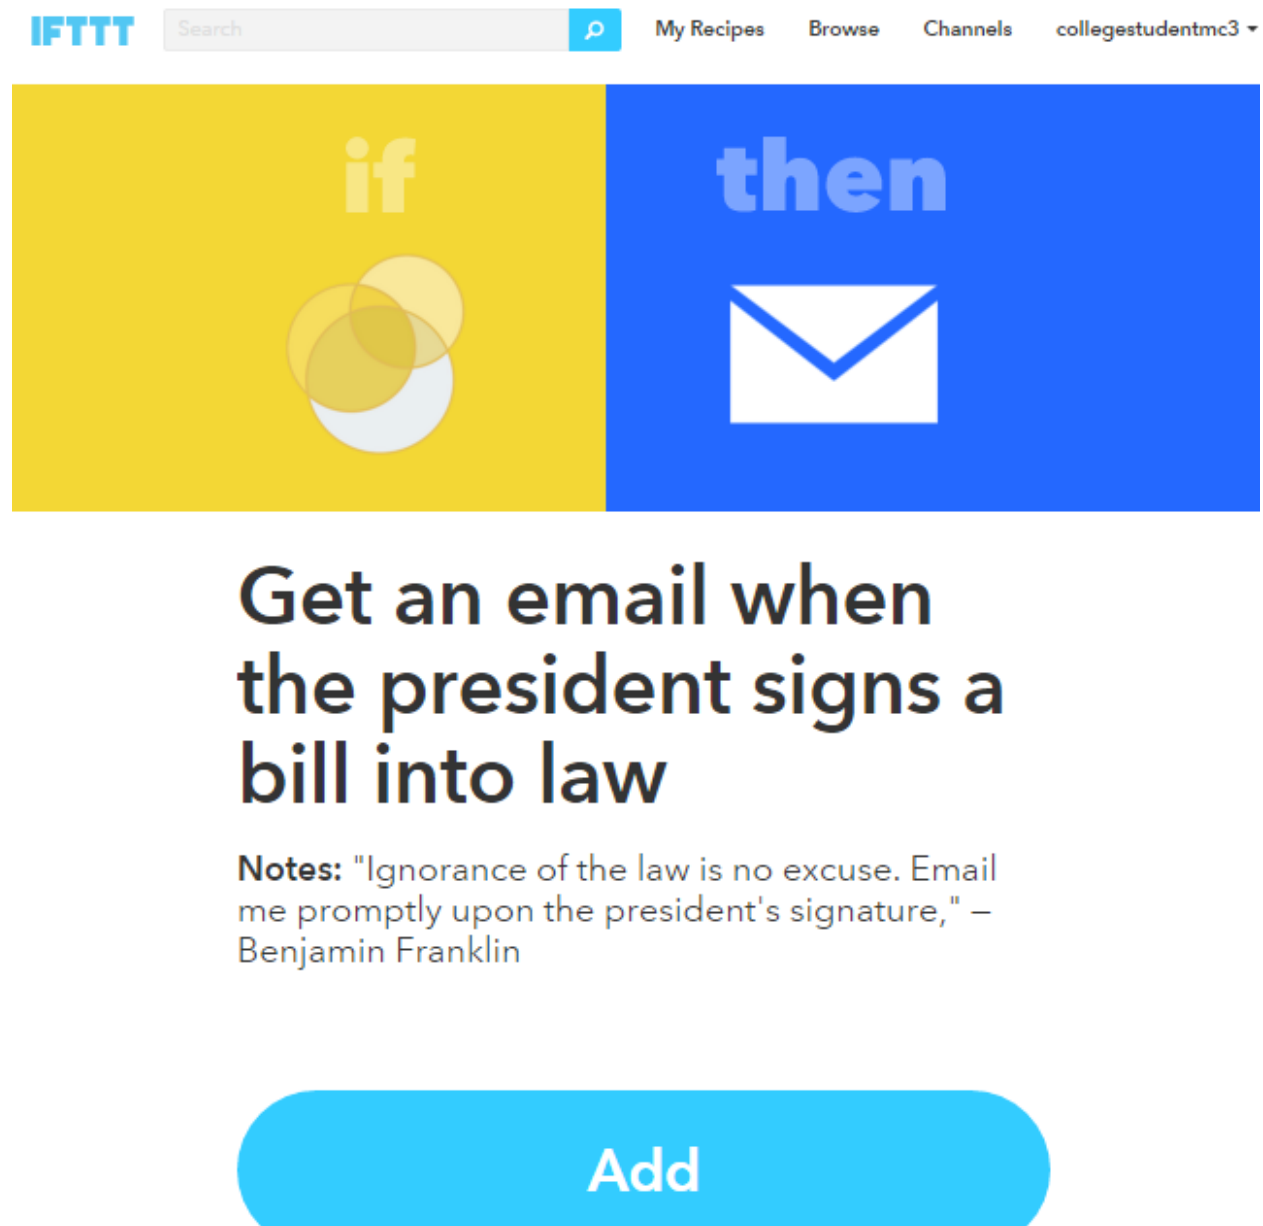 IFTTT Search My Recipes Browse Channels collegestudentmc3
if then
Get an email when
the president signs a
bill into law
Notes: "Ignorance of the law is no excuse. Email
me promptly upon the president's signature," –
Benjamin Franklin
Add